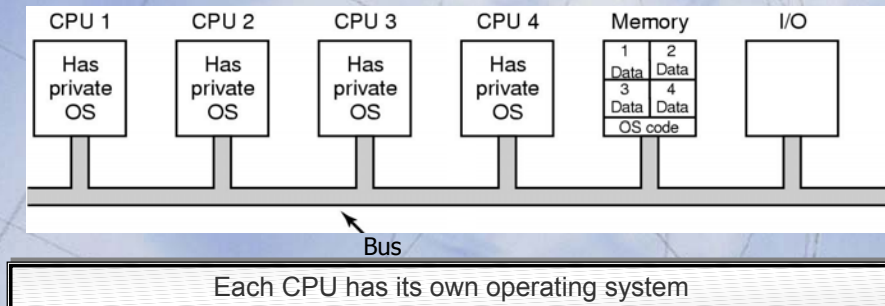 CPU 1 CPU 2 CPU 3 CPU 4 Memory I/O
Has private OS
Has private OS
Has private OS
Has private OS
1 Data
2 Data
3 Data
4 Data
OS code
Bus
Each CPU has its own operating system